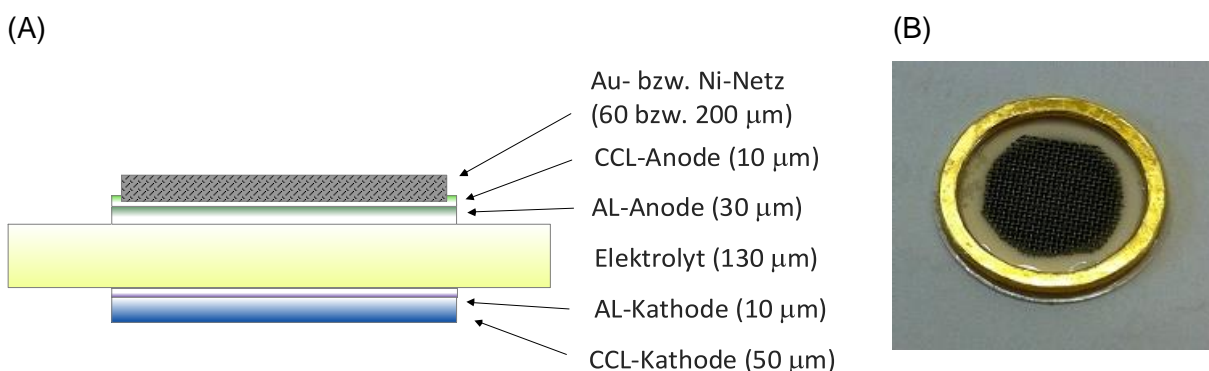 (A)
Au- bzw. Ni-Netz
(60 bzw. 200 μm)
CCL-Anode (10 μm)
AL-Anode (30 μm)
Elektrolyt (130 μm)
AL-Kathode (10 μm)
CCL-Kathode (50 μm)
(B)